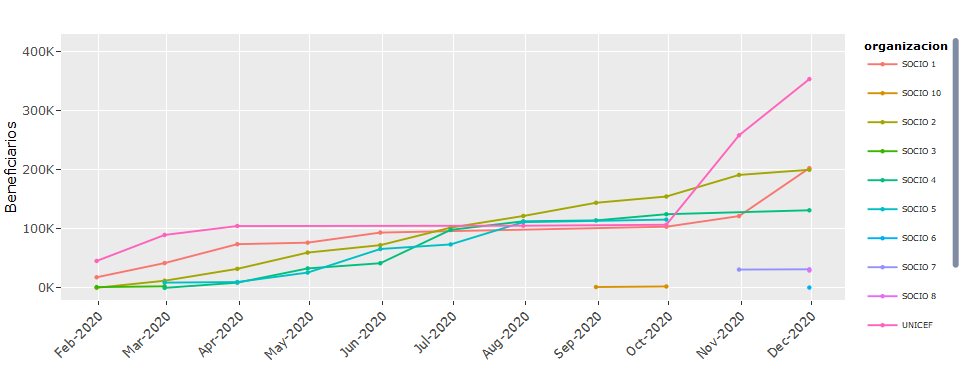 organizacion
SOCIO 1
SOCIO 10
SOCIO 2
SOCIO 3
SOCIO 4
SOCIO 5
SOCIO 6
SOCIO 7
SOCIO 8
UNICEF
Beneficiarios
400K
300K
200K
100K
0K
Feb-2020
Mar-2020
Apr-2020
May-2020
Jun-2020
Jul-2020
Aug-2020
Sep-2020
Oct-2020
Nov-2020
Dec-2020